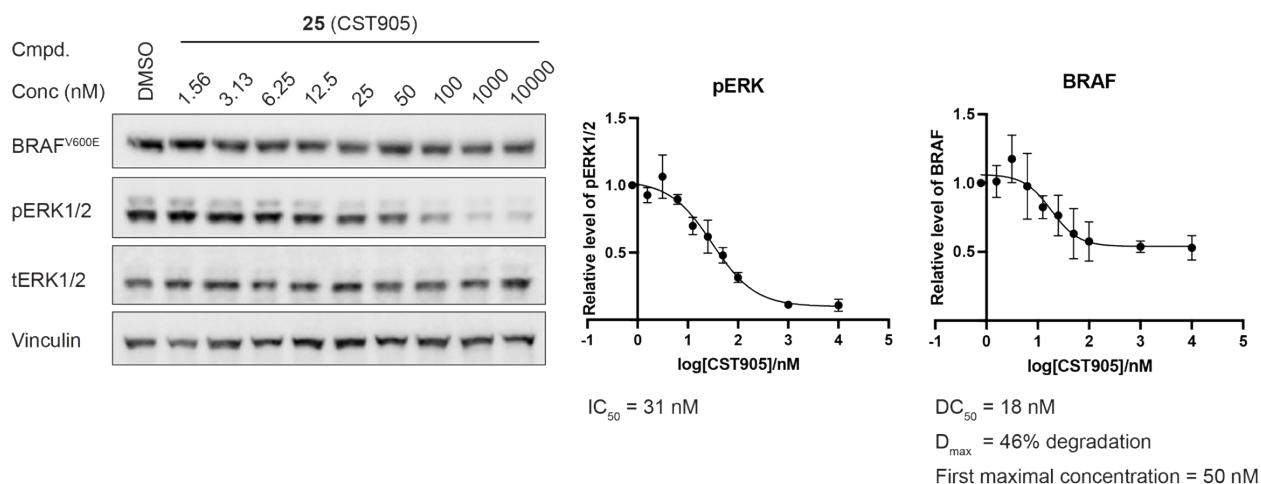 25 (CST905)
Cmpd.
Conc (nM)
DMSO
1.56
3.13
6.25
12.5
25
50
100
1000
10000
BRAFV600E
pERK1/2
tERK1/2
Vinculin
pERK
Relative level of pERK1/2
1.5
1.0
0.5
-1 0 1 2 3 4 5
log[CST905]/nM
IC50 = 31 nM
BRAF
Relative level of BRAF
1.5
1.0
0.5
-1 0 1 2 3 4 5
log[CST905]/nM
DC50 = 18 nM
Dmax = 46% degradation
First maximal concentration = 50 nM